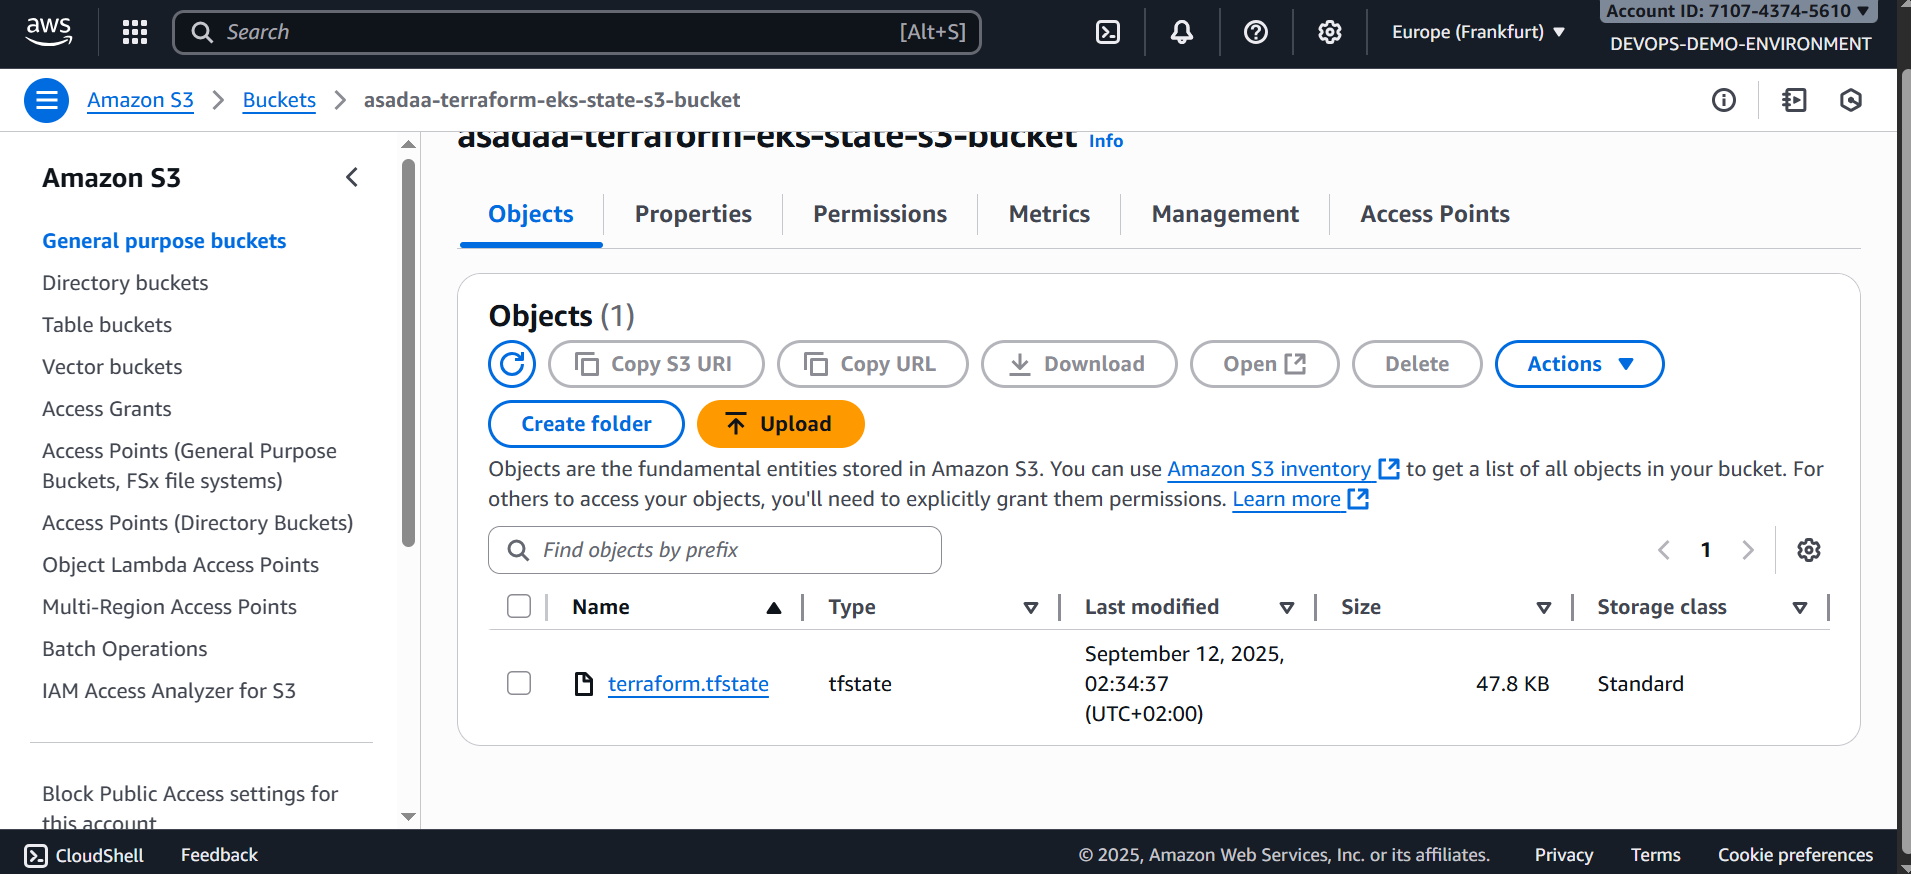 aws
Search
[Alt+S]
Europe (Frankfurt)
Account ID: 7107-4374-5610
DEVOPS-DEMO-ENVIRONMENT
Amazon S3
Buckets
asadaa-terraform-eks-state-s3-bucket
Amazon S3
General purpose buckets
Directory buckets
Table buckets
Vector buckets
Access Grants
Access Points (General Purpose
Buckets, FSx file systems)
Access Points (Directory Buckets)
Object Lambda Access Points
Multi-Region Access Points
Batch Operations
IAM Access Analyzer for S3
Block Public Access settings for
this account
asadaa-terraform-eks-state-s3-bucket Info
Objects
Properties
Permissions
Metrics
Management
Access Points
Objects (1)
Copy S3 URI
Copy URL
Download
Open
Delete
Actions
Create folder
Upload
Objects are the fundamental entities stored in Amazon S3. You can use Amazon S3 inventory to get a list of all objects in your bucket. For
others to access your objects, you'll need to explicitly grant them permissions. Learn more
Find objects by prefix
1
Name
Type
Last modified
Size
Storage class
terraform.tfstate
tfstate
September 12, 2025,
02:34:37
(UTC+02:00)
47.8 KB
Standard
CloudShell
Feedback
© 2025, Amazon Web Services, Inc. or its affiliates.
Privacy
Terms
Cookie preferences